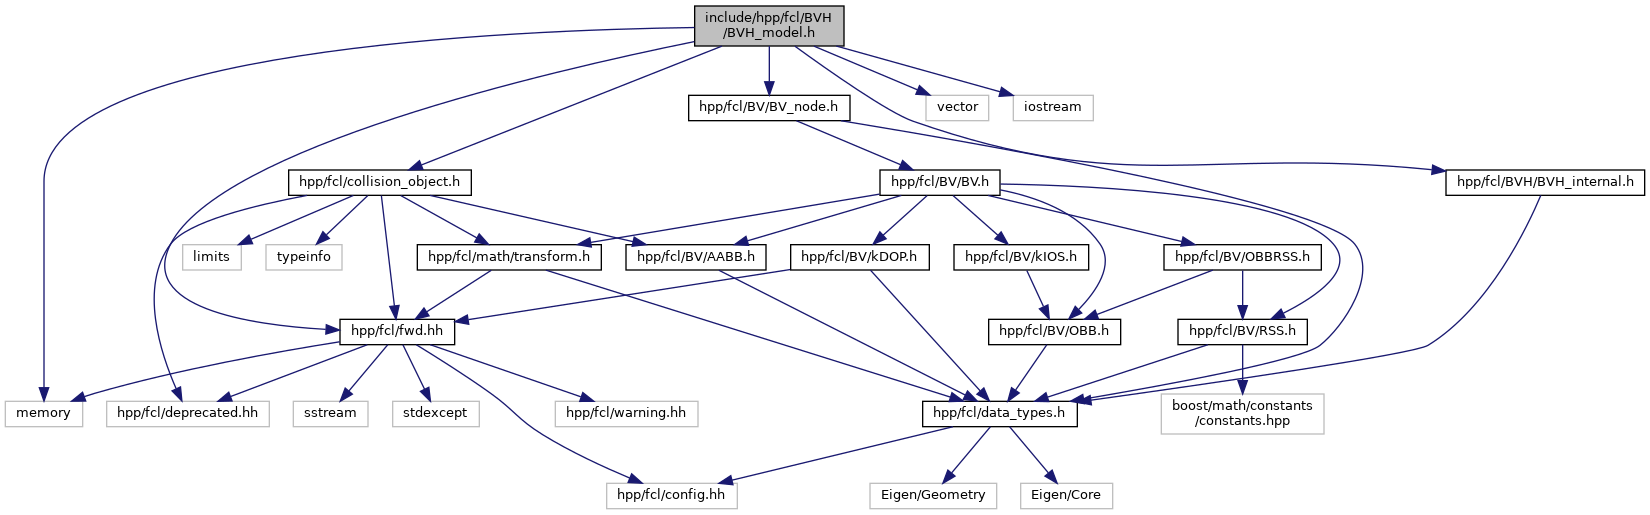 include/hpp/fcl/BVH
/BVH_model.h
hpp/fcl/BV/BV_node.h
vector
iostream
hpp/fcl/collision_object.h
hpp/fcl/BV/BV.h
hpp/fcl/BVH/BVH_internal.h
limits
typeinfo
hpp/fcl/math/transform.h
hpp/fcl/BV/AABB.h
hpp/fcl/BV/kDOP.h
hpp/fcl/BV/kIOS.h
hpp/fcl/BV/OBBRSS.h
hpp/fcl/fwd.hh
hpp/fcl/BV/OBB.h
hpp/fcl/BV/RSS.h
memory
hpp/fcl/deprecated.hh
sstream
stdexcept
hpp/fcl/warning.hh
hpp/fcl/data_types.h
boost/math/constants
/constants.hpp
hpp/fcl/config.hh
Eigen/Geometry
Eigen/Core